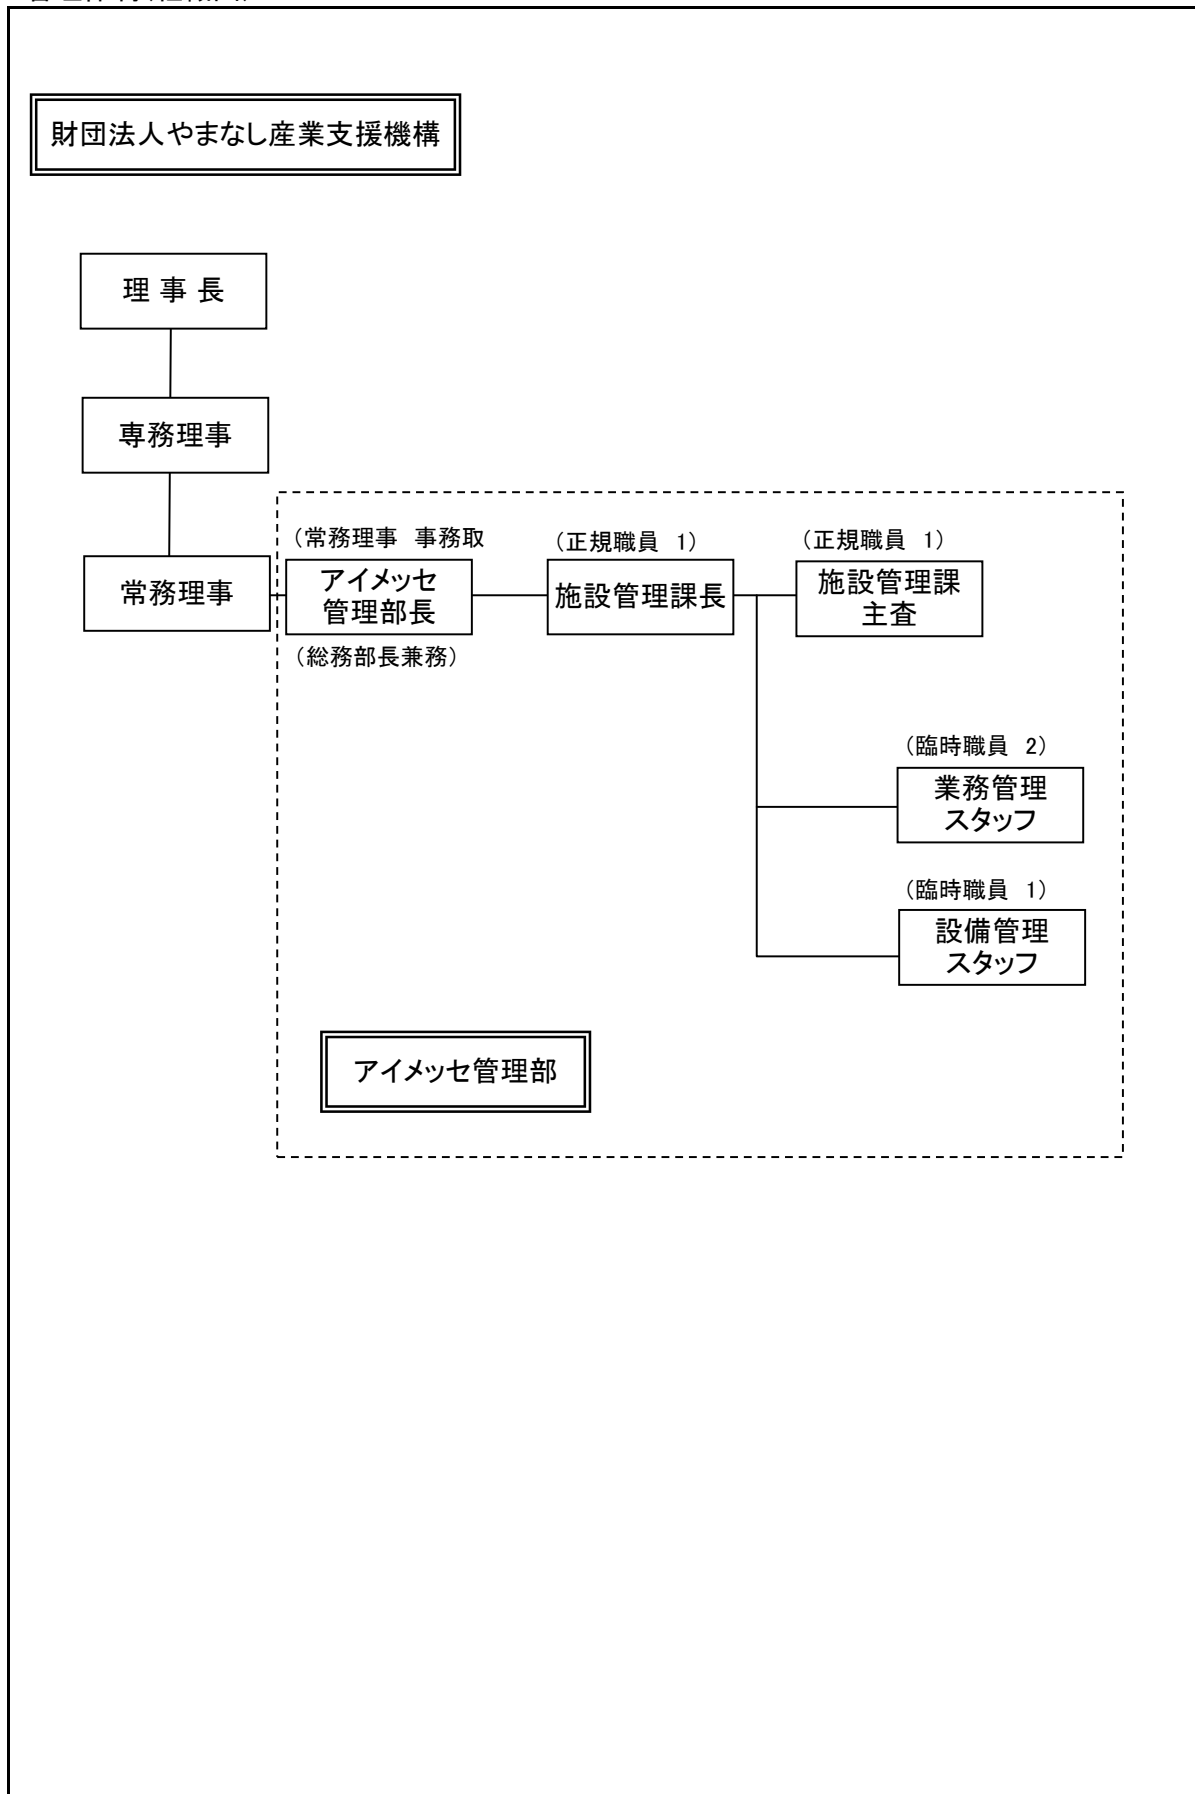 財団法人やまなし産業支援機構
理 事 長
専務理事
常務理事
（常務理事　事務取
アイメッセ
管理部長
（総務部長兼務）
（正規職員　1）
施設管理課長
（正規職員　1）
施設管理課
主査
（臨時職員　2）
業務管理
スタッフ
（臨時職員　1）
設備管理
スタッフ
アイメッセ管理部